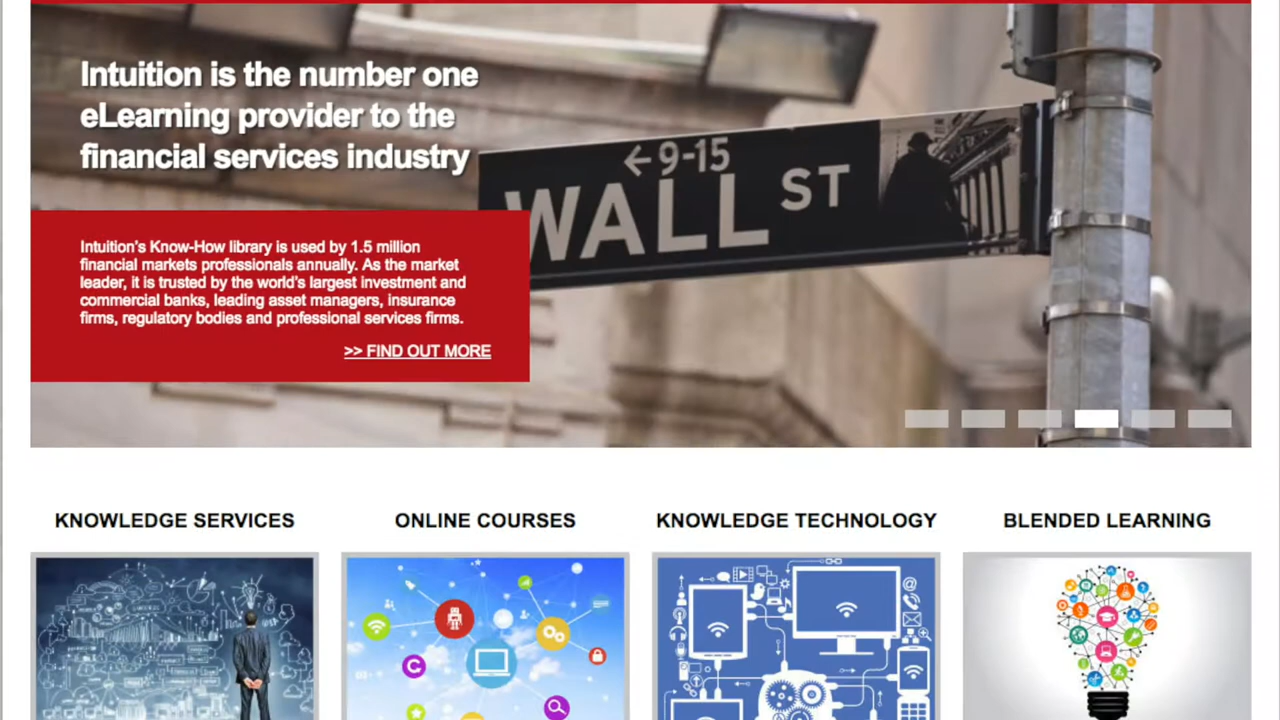 Intuition is the number one
eLearning provider to the
financial services industry
←9-15
WALL ST
Intuition's Know-How library is used by 1.5 million
financial markets professionals annually. As the market
leader, it is trusted by the world's largest investment and
commercial banks, leading asset managers, insurance
firms, regulatory bodies and professional services firms.
>> FIND OUT MORE
KNOWLEDGE SERVICES
ONLINE COURSES
KNOWLEDGE TECHNOLOGY
BLENDED LEARNING